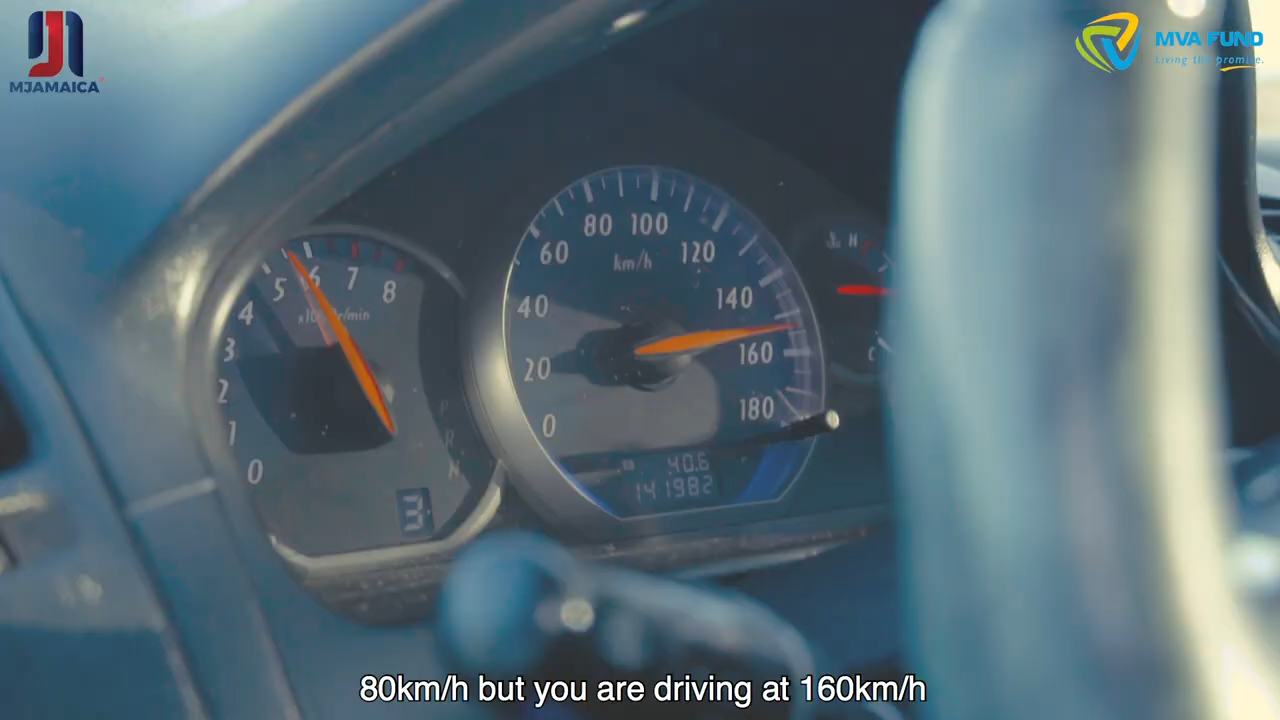 MJAMAICA
MVA FUND
Living the promise.
80 100
60
km/h
120
40
140
20
160
0
180
40.6
141982
5 6 7 8
4
r/min
3
2
1
0
P
R
N
3
H
C
80km/h but you are driving at 160km/h